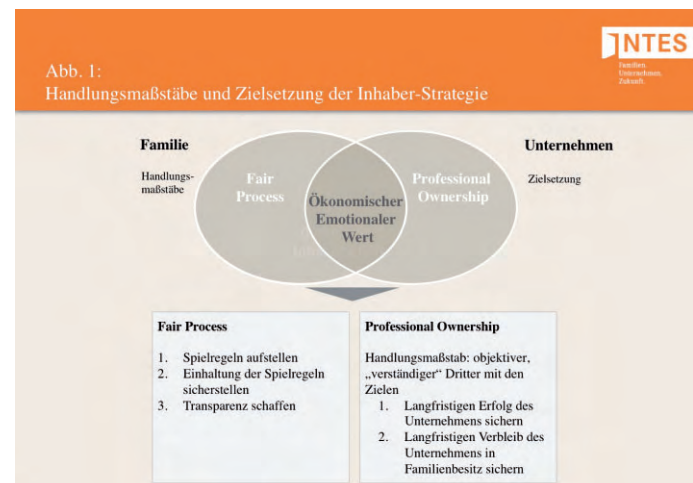 INTES
Familien.
Unternehmen.
Zukunft.
Abb. 1:
Handlungsmaßstäbe und Zielsetzung der Inhaber-Strategie
Familie
Handlungs-
maßstäbe
Fair
Process
Ökonomischer
Emotionaler
Wert
Professional
Ownership
Unternehmen
Zielsetzung
Fair Process
1. Spielregeln aufstellen
2. Einhaltung der Spielregeln
sicherstellen
3. Transparenz schaffen
Professional Ownership
Handlungsmaßstab: objektiver,
„verständiger“ Dritter mit den
Zielen
1. Langfristigen Erfolg des
Unternehmens sichern
2. Langfristigen Verbleib des
Unternehmens in
Familienbesitz sichern